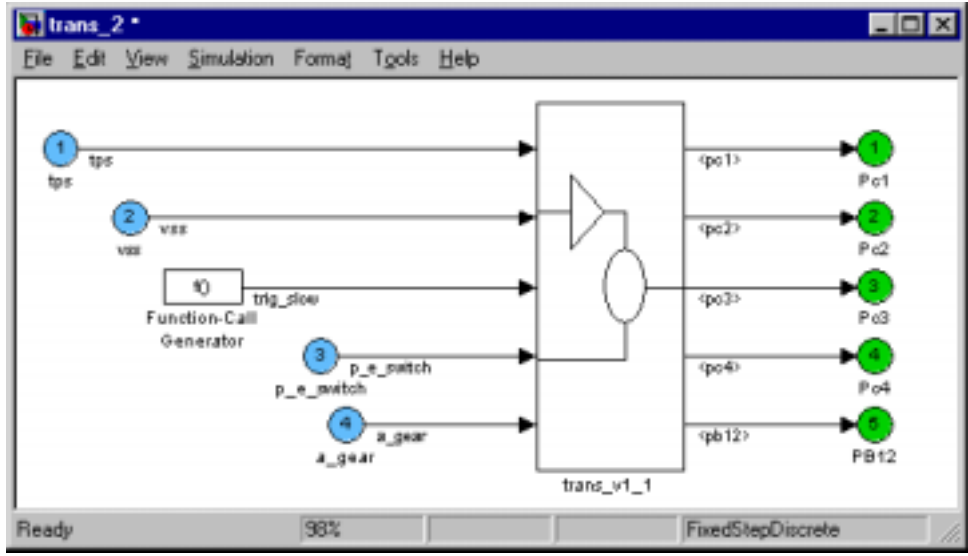 trans_2 *
File Edit View Simulation Format Tools Help
1 tps <pc1> 1
tps Pc1
2 vss <pc2> 2
vss Pc2
f() trig_slow <pc3> 3
Function-Call Pc3
Generator
3 p_e_switch <pc4> 4
p_e_switch Pc4
4 a_gear <pb12> 5
a_gear PB12
trans_v1_1
Ready 98% FixedStepDiscrete